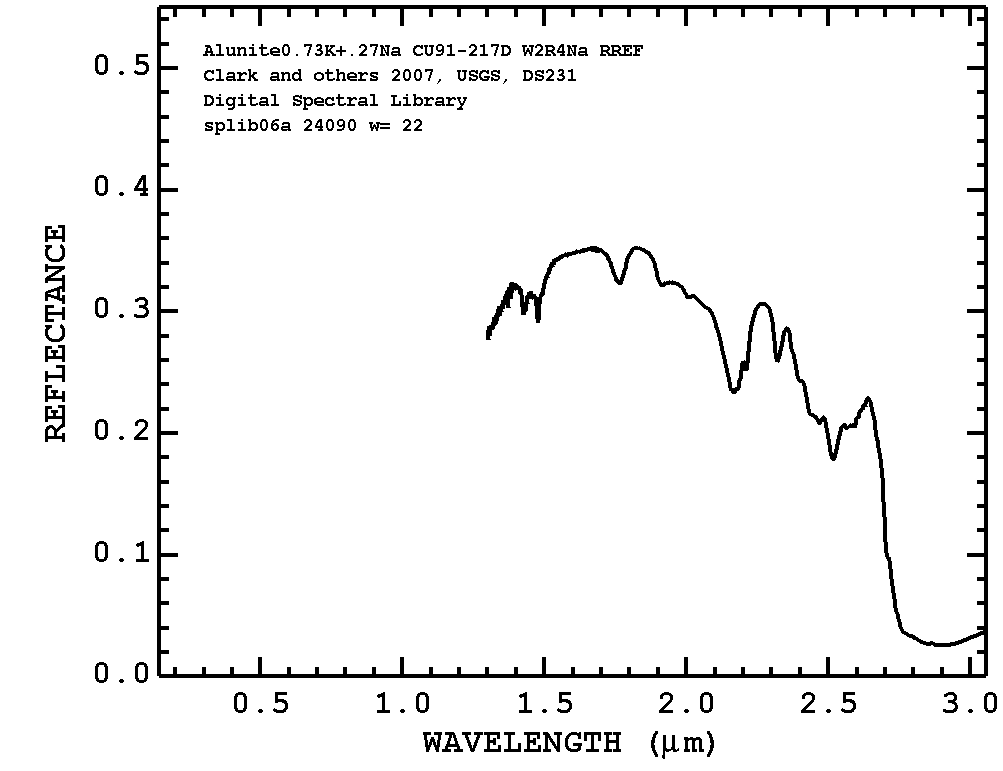 Alunite0.73K+.27Na CU91-217D W2R4Na RREF
Clark and others 2007, USGS, DS231
Digital Spectral Library
splib06a 24090 w= 22
REFLECTANCE
0.5
0.4
0.3
0.2
0.1
0.0
0.5 1.0 1.5 2.0 2.5 3.0
WAVELENGTH (μm)